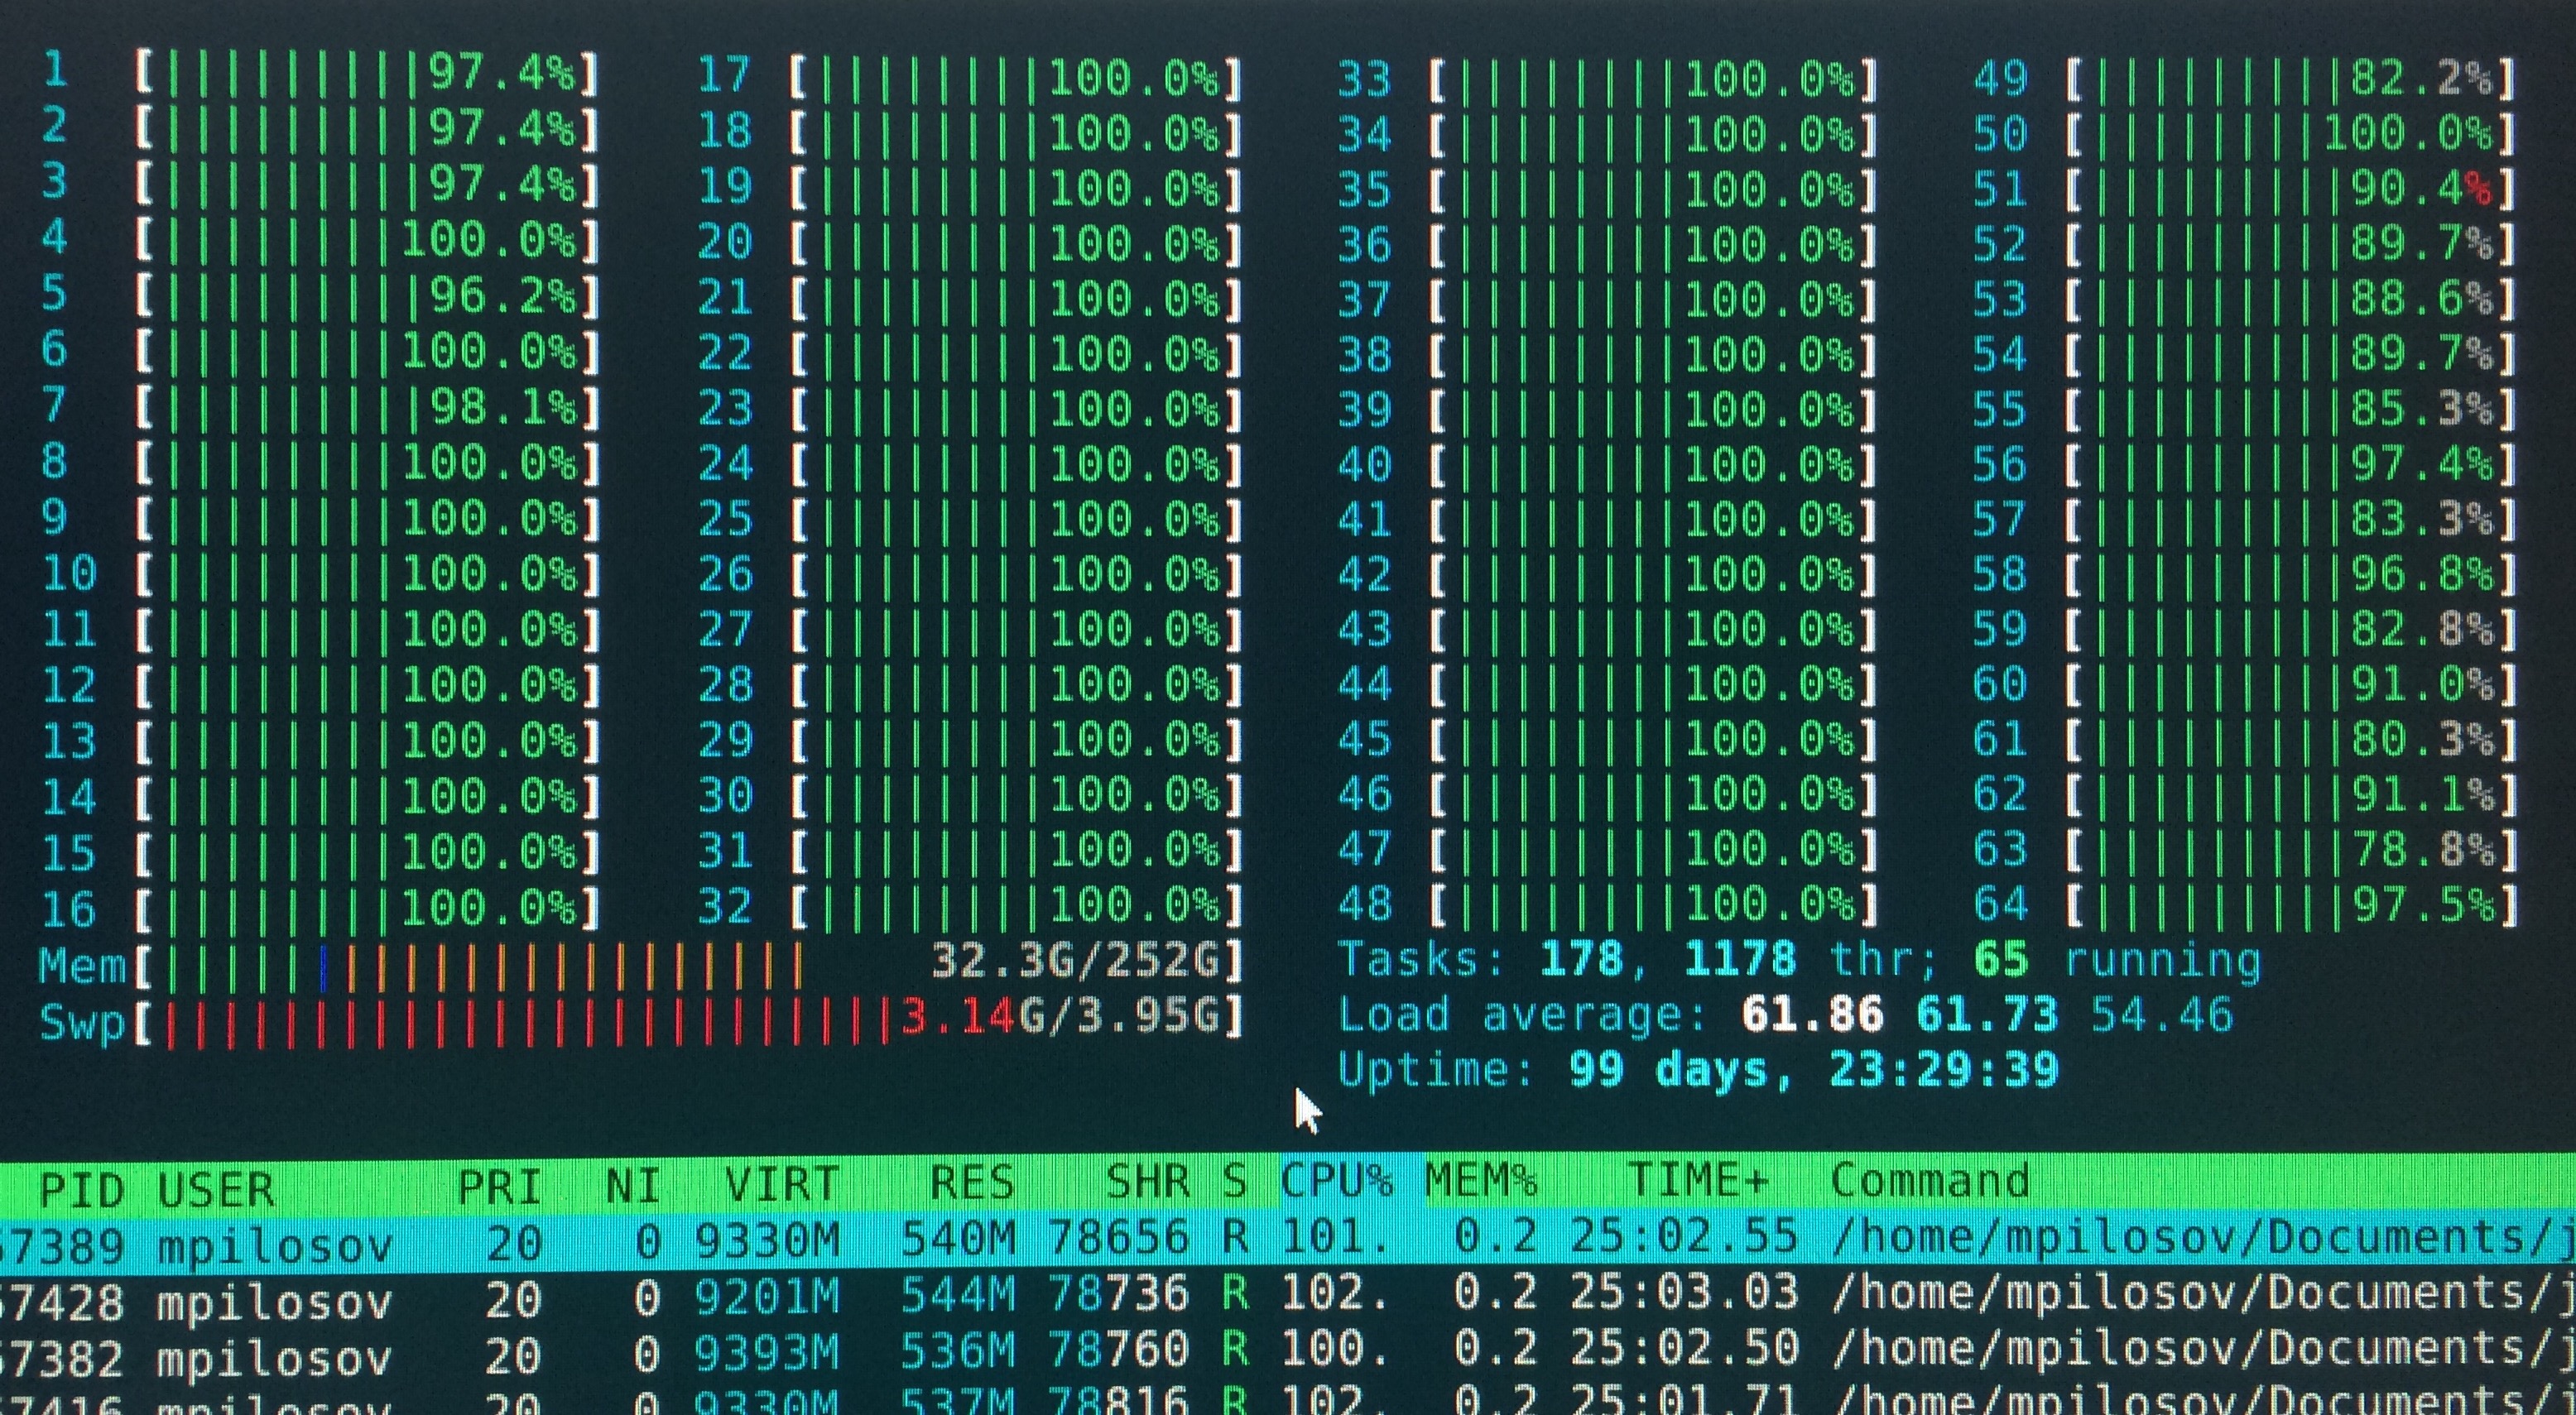 1 [|||||||||97.4%] 17 [||||||||100.0%] 33 [||||||||100.0%] 49 [|||||||||82.2%]
2 [|||||||||97.4%] 18 [||||||||100.0%] 34 [||||||||100.0%] 50 [||||||||100.0%]
3 [|||||||||97.4%] 19 [||||||||100.0%] 35 [||||||||100.0%] 51 [|||||||||90.4%]
4 [||||||||100.0%] 20 [||||||||100.0%] 36 [||||||||100.0%] 52 [|||||||||89.7%]
5 [|||||||||96.2%] 21 [||||||||100.0%] 37 [||||||||100.0%] 53 [|||||||||88.6%]
6 [||||||||100.0%] 22 [||||||||100.0%] 38 [||||||||100.0%] 54 [|||||||||89.7%]
7 [|||||||||98.1%] 23 [||||||||100.0%] 39 [||||||||100.0%] 55 [|||||||||85.3%]
8 [||||||||100.0%] 24 [||||||||100.0%] 40 [||||||||100.0%] 56 [|||||||||97.4%]
9 [||||||||100.0%] 25 [||||||||100.0%] 41 [||||||||100.0%] 57 [|||||||||83.3%]
10 [||||||||100.0%] 26 [||||||||100.0%] 42 [||||||||100.0%] 58 [|||||||||96.8%]
11 [||||||||100.0%] 27 [||||||||100.0%] 43 [||||||||100.0%] 59 [|||||||||82.8%]
12 [||||||||100.0%] 28 [||||||||100.0%] 44 [||||||||100.0%] 60 [|||||||||91.0%]
13 [||||||||100.0%] 29 [||||||||100.0%] 45 [||||||||100.0%] 61 [|||||||||80.3%]
14 [||||||||100.0%] 30 [||||||||100.0%] 46 [||||||||100.0%] 62 [|||||||||91.1%]
15 [||||||||100.0%] 31 [||||||||100.0%] 47 [||||||||100.0%] 63 [|||||||||78.8%]
16 [||||||||100.0%] 32 [||||||||100.0%] 48 [||||||||100.0%] 64 [|||||||||97.5%]
Mem[|||||||||||||||||||||| 32.3G/252G] Tasks: 178, 1178 thr; 65 running
Swp[|||||||||||||||||||||||||3.14G/3.95G] Load average: 61.86 61.73 54.46
Uptime: 99 days, 23:29:39
PID USER PRI NI VIRT RES SHR S CPU% MEM% TIME+ Command
7389 mpilosov 20 0 9330M 540M 78656 R 101. 0.2 25:02.55 /home/mpilosov/Documents/j
7428 mpilosov 20 0 9201M 544M 78736 R 102. 0.2 25:03.03 /home/mpilosov/Documents/j
7382 mpilosov 20 0 9393M 536M 78760 R 100. 0.2 25:02.50 /home/mpilosov/Documents/j
7416 mpilosov 20 0 9330M 537M 78816 R 102. 0.2 25:01.71 /home/mpilosov/Documents/j